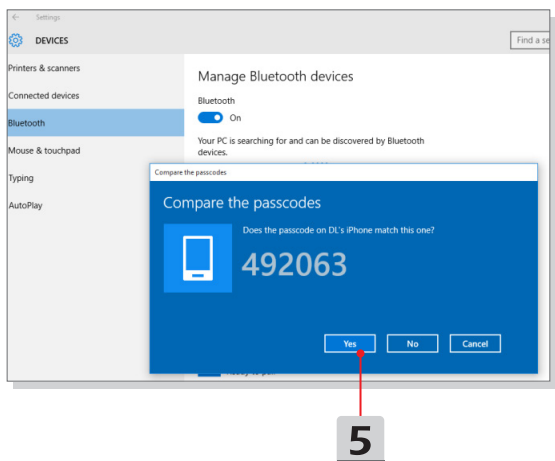 Settings
DEVICES
Find a se
Printers & scanners
Connected devices
Bluetooth
Mouse & touchpad
Typing
AutoPlay
Manage Bluetooth devices
Bluetooth
On
Your PC is searching for and can be discovered by Bluetooth
devices.
Compare the passcodes
Compare the passcodes
Does the passcode on DL's iPhone match this one?
492063
Yes No Cancel
5